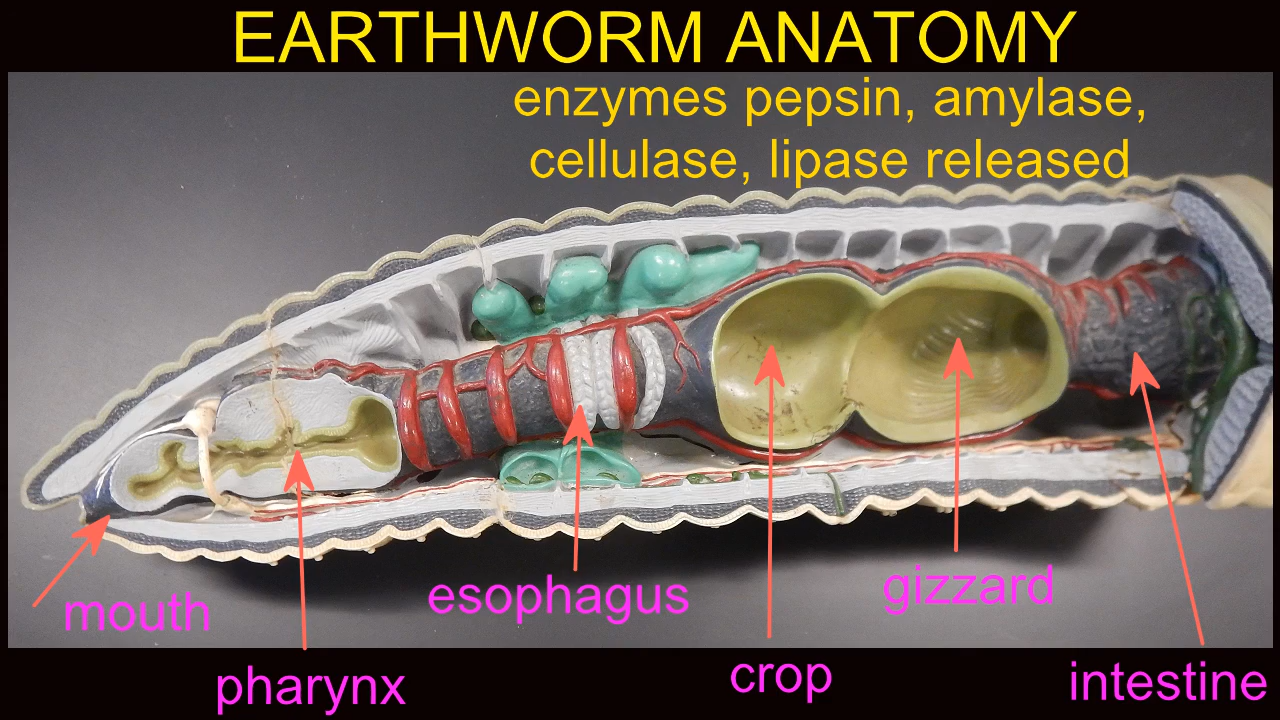 EARTHWORM ANATOMY
enzymes pepsin, amylase,
cellulase, lipase released
mouth
pharynx
esophagus
crop
gizzard
intestine